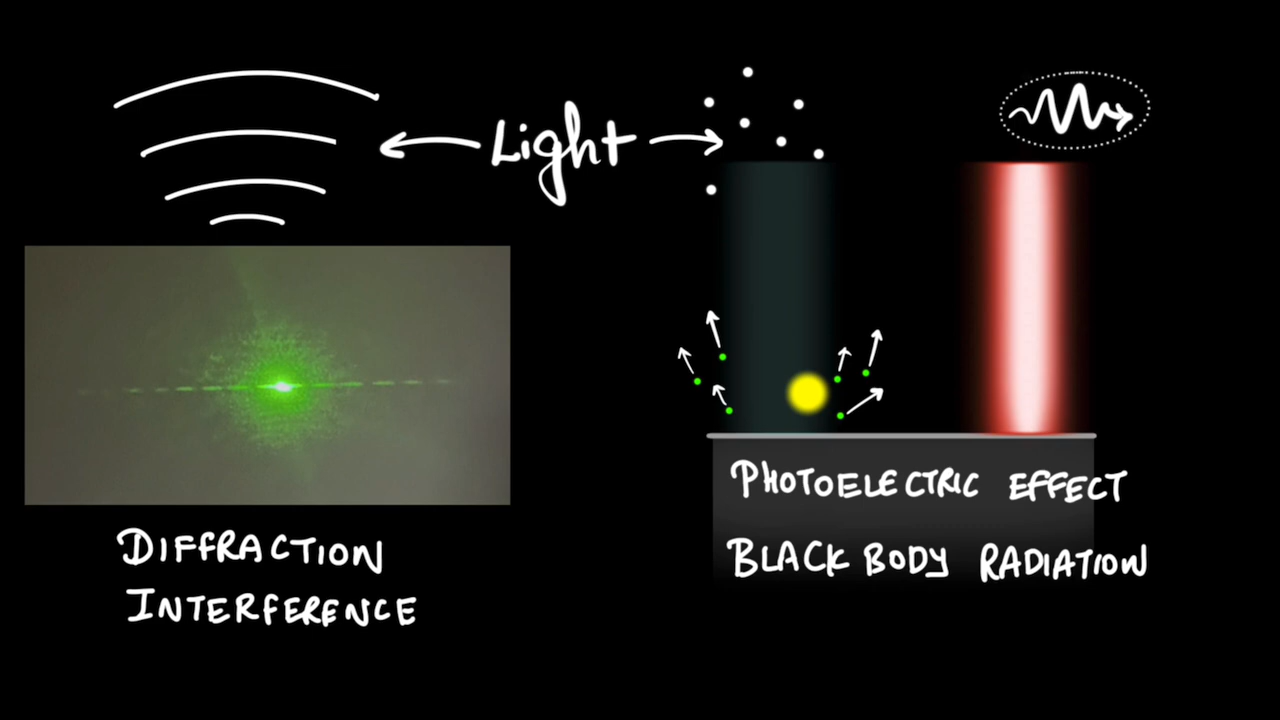 Light
DIFFRACTION
INTERFERENCE
PHOTOELECTRIC EFFECT
BLACK BODY RADIATION